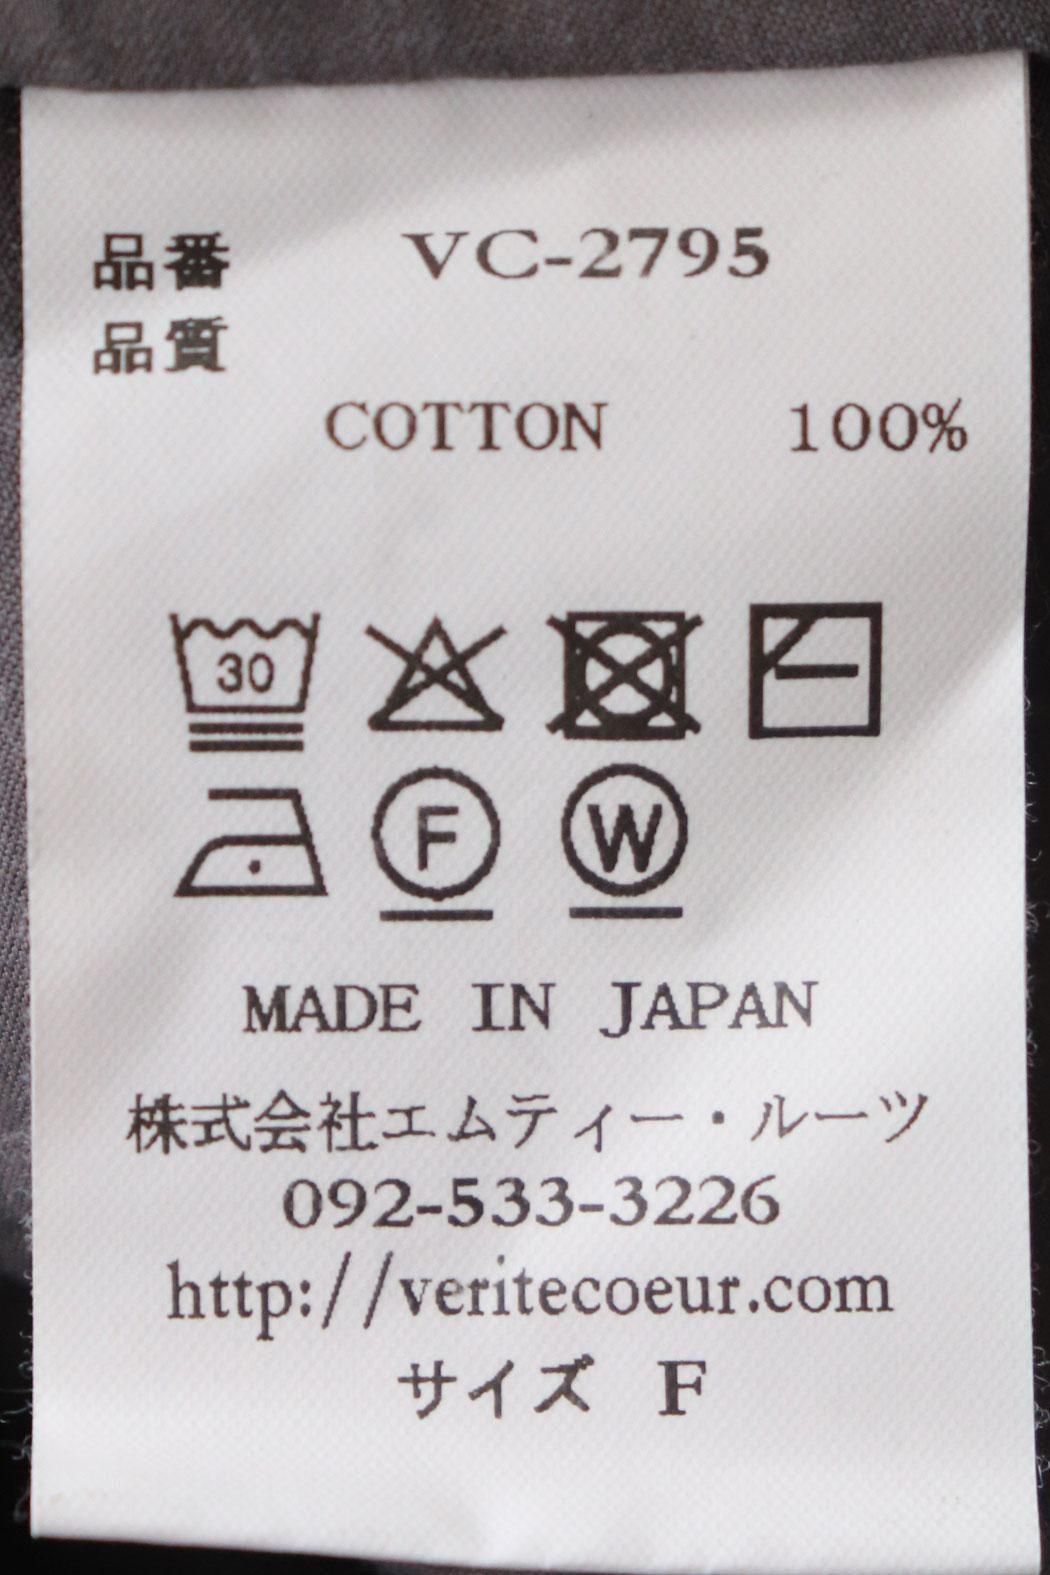 品番 VC-2795
品質
COTTON 100%
30
F W
MADE IN JAPAN
株式会社エムティー・ルーツ
092-533-3226
http://veritecoeur.com
サイズ F